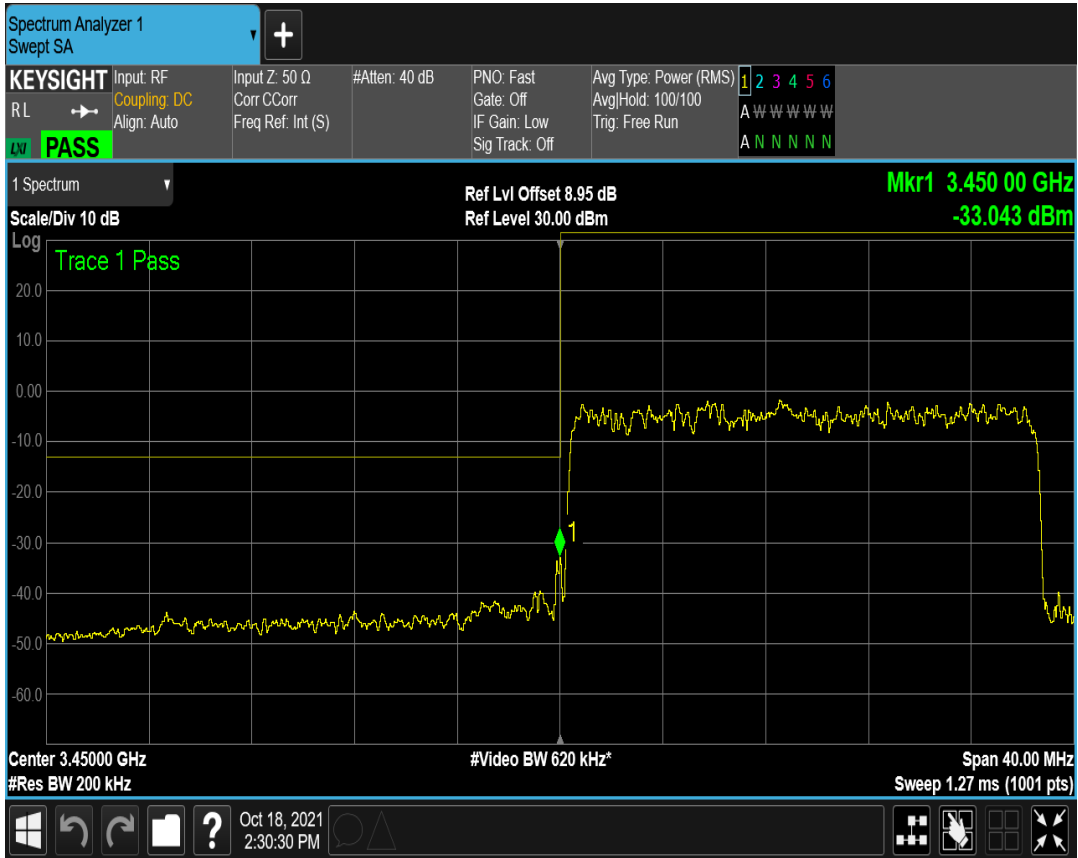 Spectrum Analyzer 1
Swept SA
+
KEYSIGHT
R L
LXI
PASS
Input: RF
Coupling: DC
Align: Auto
Input Z: 50 Ω
Corr CCorr
Freq Ref: Int (S)
#Atten: 40 dB
PNO: Fast
Gate: Off
IF Gain: Low
Sig Track: Off
Avg Type: Power (RMS)
Avg|Hold: 100/100
Trig: Free Run
1 2 3 4 5 6
A W W W W W
A N N N N N
1 Spectrum
Scale/Div 10 dB
Ref Lvl Offset 8.95 dB
Ref Level 30.00 dBm
Mkr1 3.450 00 GHz
-33.043 dBm
Log
Trace 1 Pass
20.0
10.0
0.00
-10.0
-20.0
-30.0
-40.0
-50.0
-60.0
1
Center 3.45000 GHz
#Res BW 200 kHz
#Video BW 620 kHz*
Span 40.00 MHz
Sweep 1.27 ms (1001 pts)
?
Oct 18, 2021
2:30:30 PM